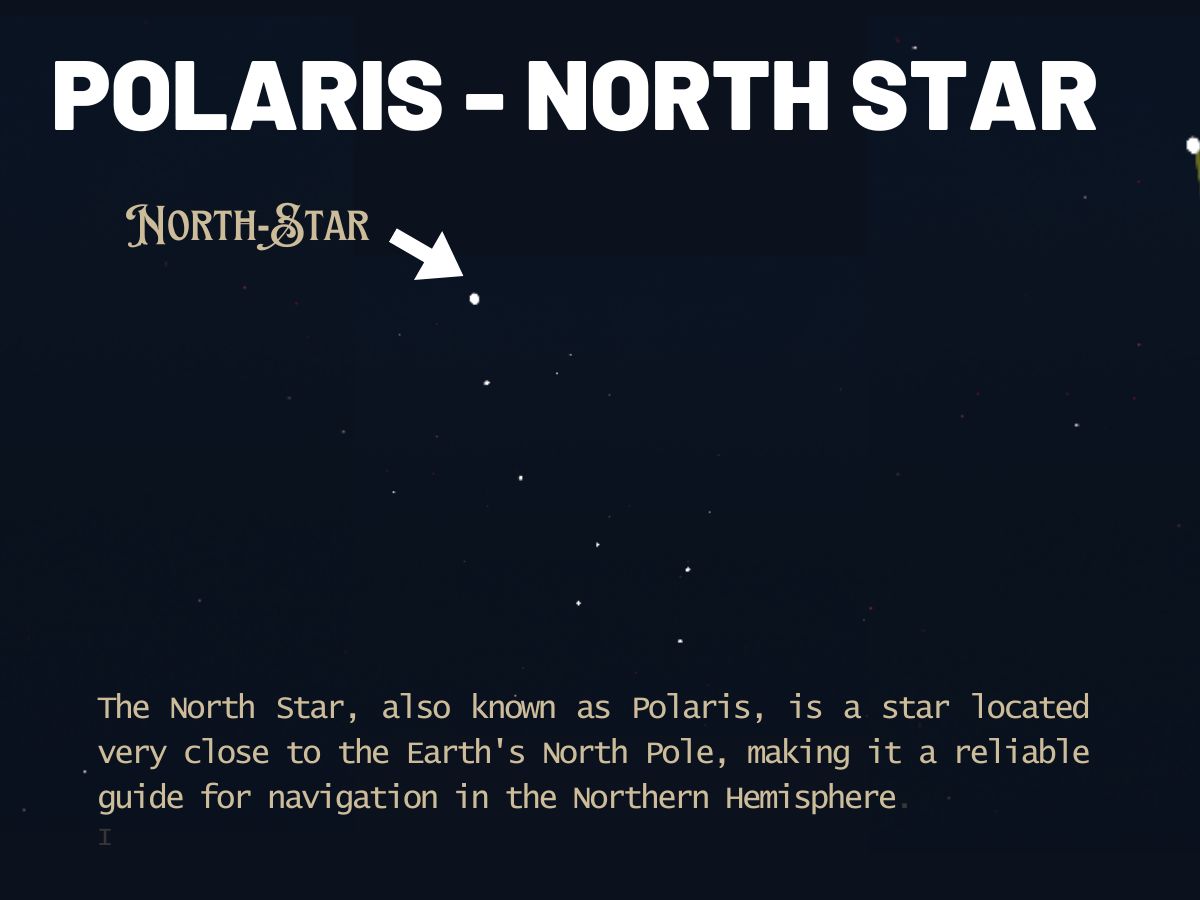 POLARIS - NORTH STAR
North-Star
The North Star, also known as Polaris, is a star located
very close to the Earth's North Pole, making it a reliable
guide for navigation in the Northern Hemisphere.
I